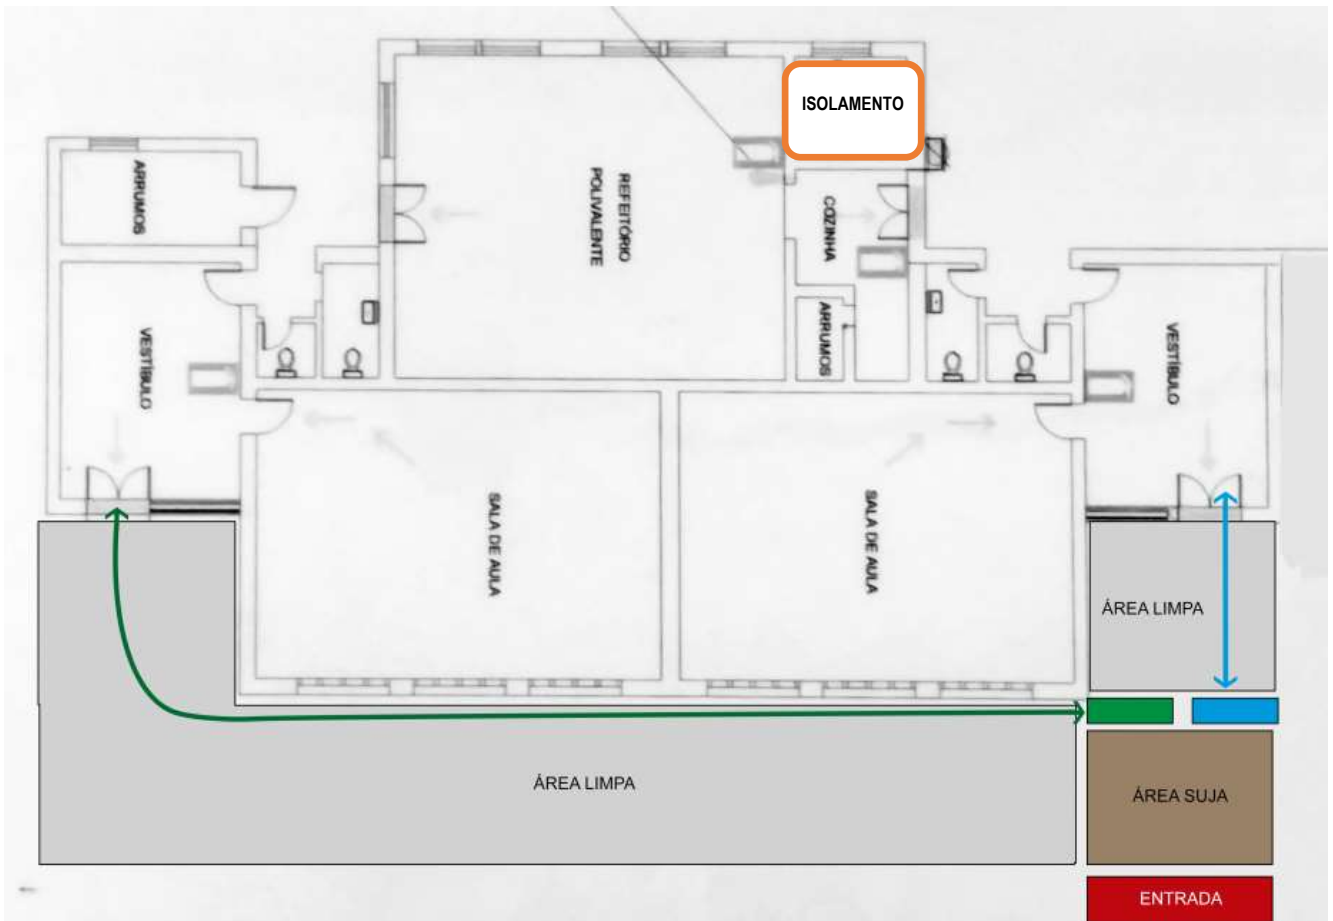 ISOLAMENTO
ARRUMOS
REFEITÓRIO
POLIVALENTE
COZINHA
ARRUMOS
VESTÍBULO
VESTÍBULO
SALA DE AULA
SALA DE AULA
ÁREA LIMPA
ÁREA LIMPA
ÁREA SUJA
ENTRADA